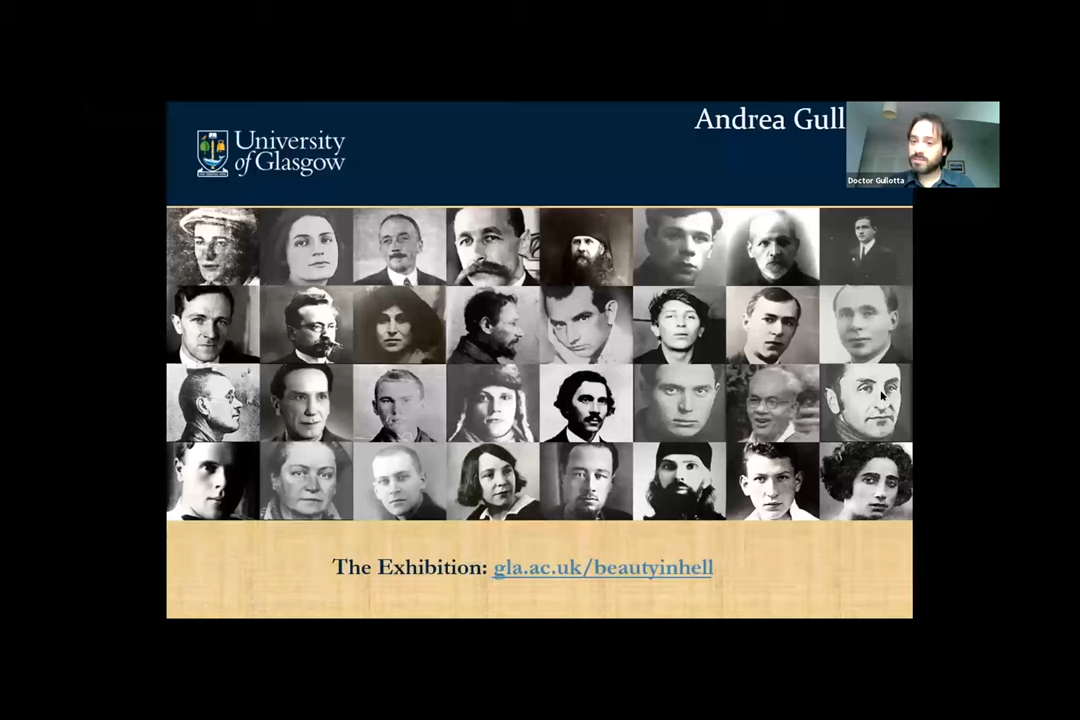 University
of Glasgow
Andrea Gull
Doctor Gullotta
The Exhibition: gla.ac.uk/beautyinhell